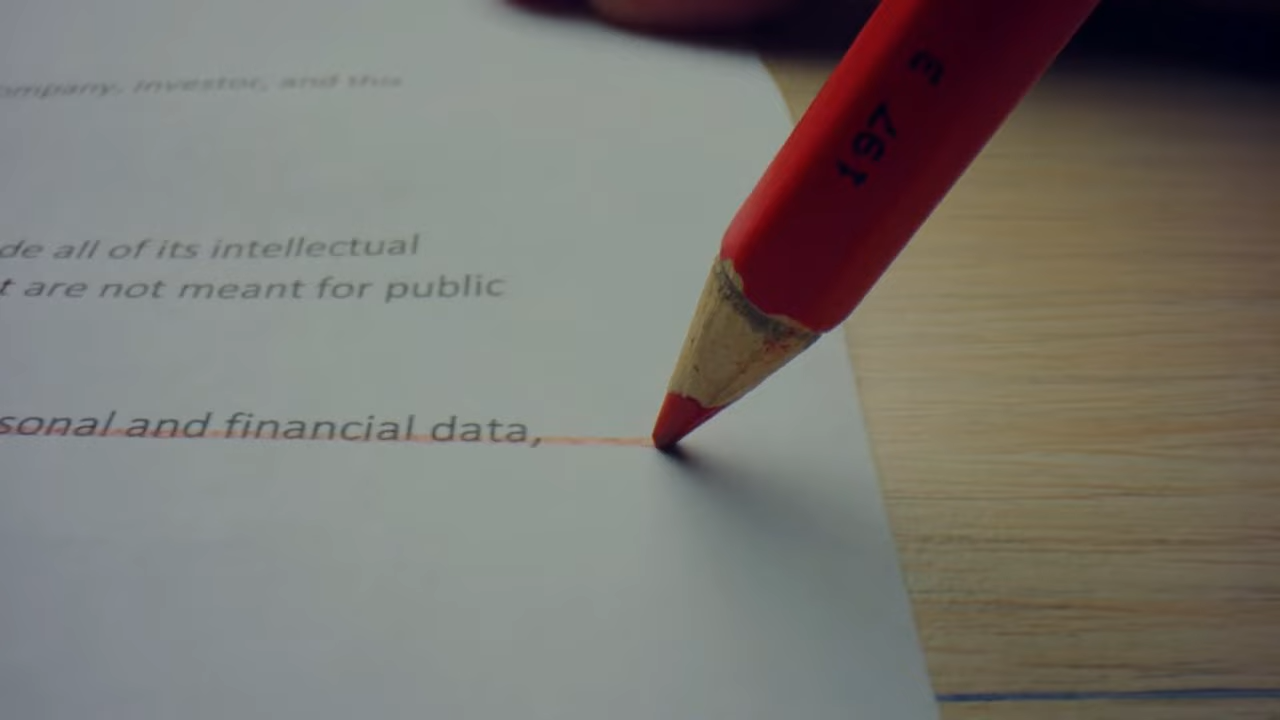 ompany, investor, and this
de all of its intellectual
t are not meant for public
sonal and financial data,
197 3